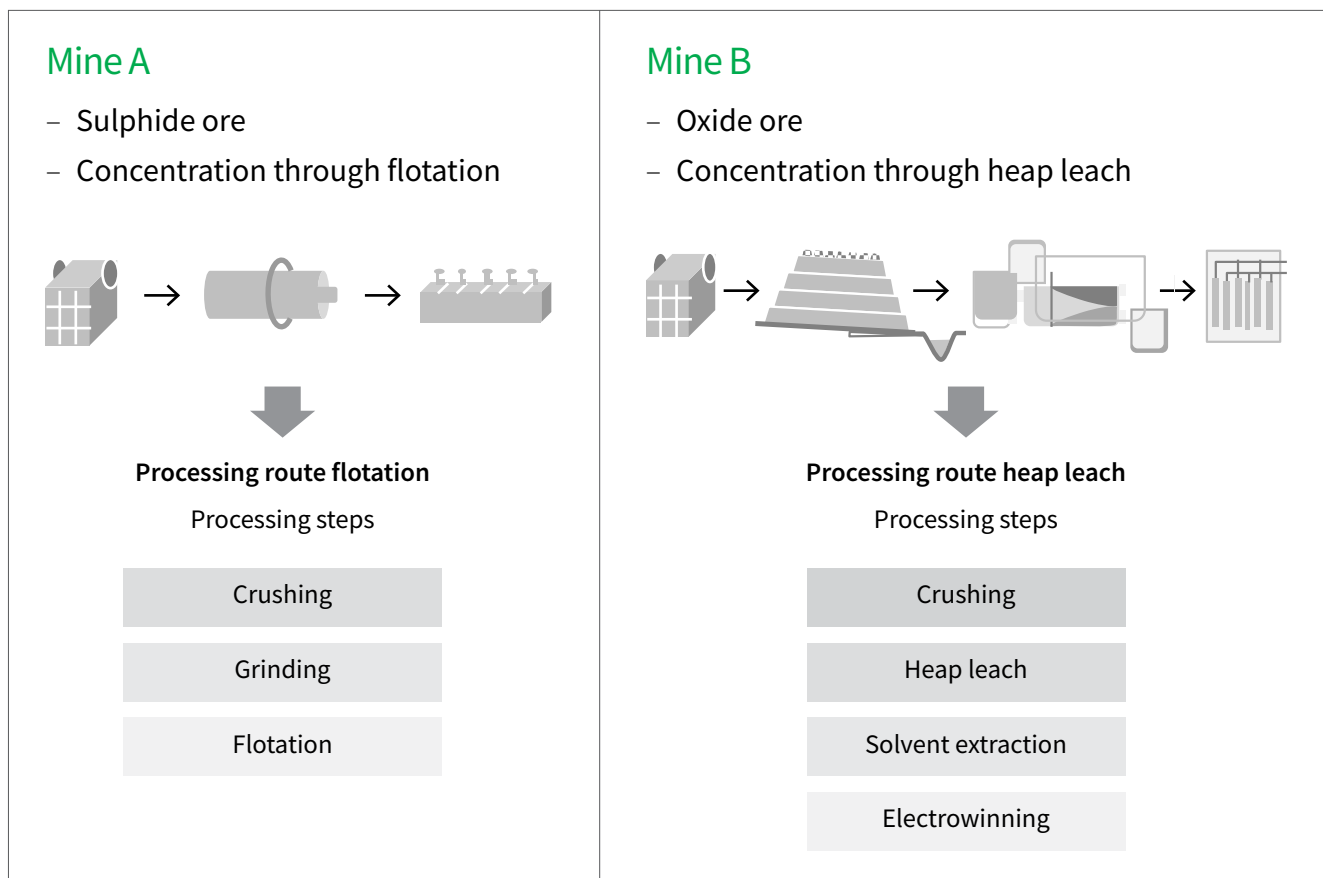 Mine A
– Sulphide ore
– Concentration through flotation
Processing route flotation
Processing steps
Crushing
Grinding
Flotation
Mine B
– Oxide ore
– Concentration through heap leach
Processing route heap leach
Processing steps
Crushing
Heap leach
Solvent extraction
Electrowinning